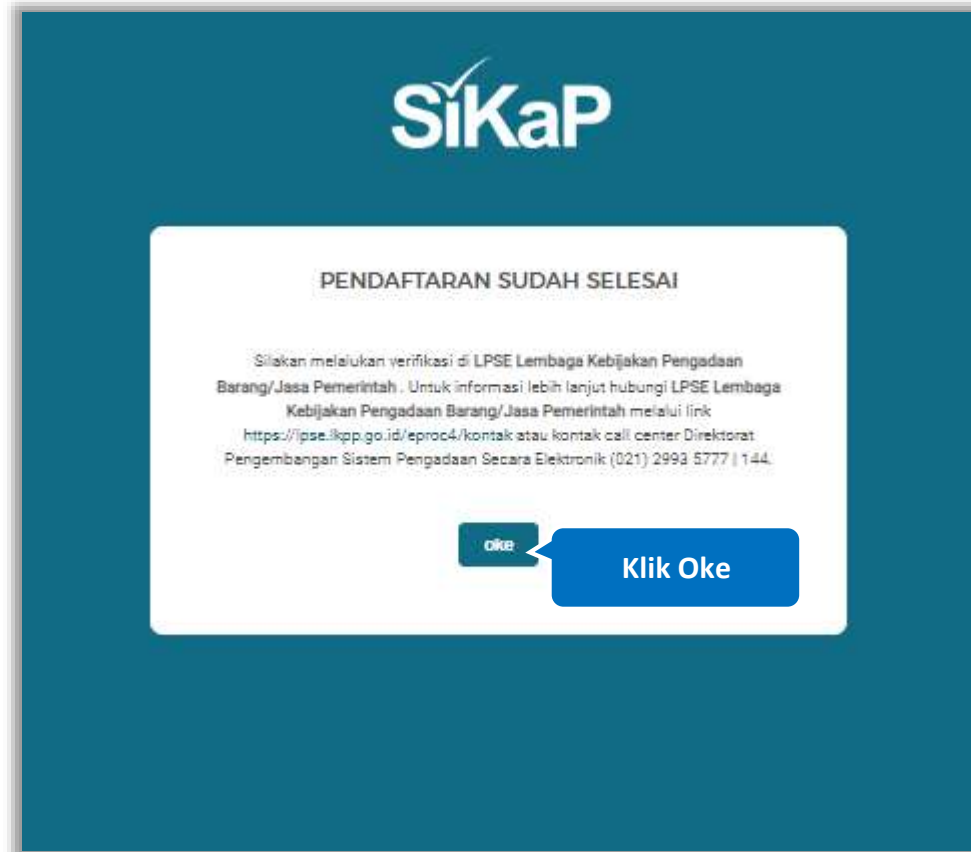 SiKaP
PENDAFTARAN SUDAH SELESAI
Silakan melalukan verifikasi di LPSE Lembaga Kebijakan Pengadaan
Barang/Jasa Pemerintah . Untuk informasi lebih lanjut hubungi LPSE Lembaga
Kebijakan Pengadaan Barang/Jasa Pemerintah melalui link
https://lpse.lkpp.go.id/eproc4/kontak atau kontak call center Direktorat
Pengembangan Sistem Pengadaan Secara Elektronik (021) 2993 5777 | 144.
oke
Klik Oke